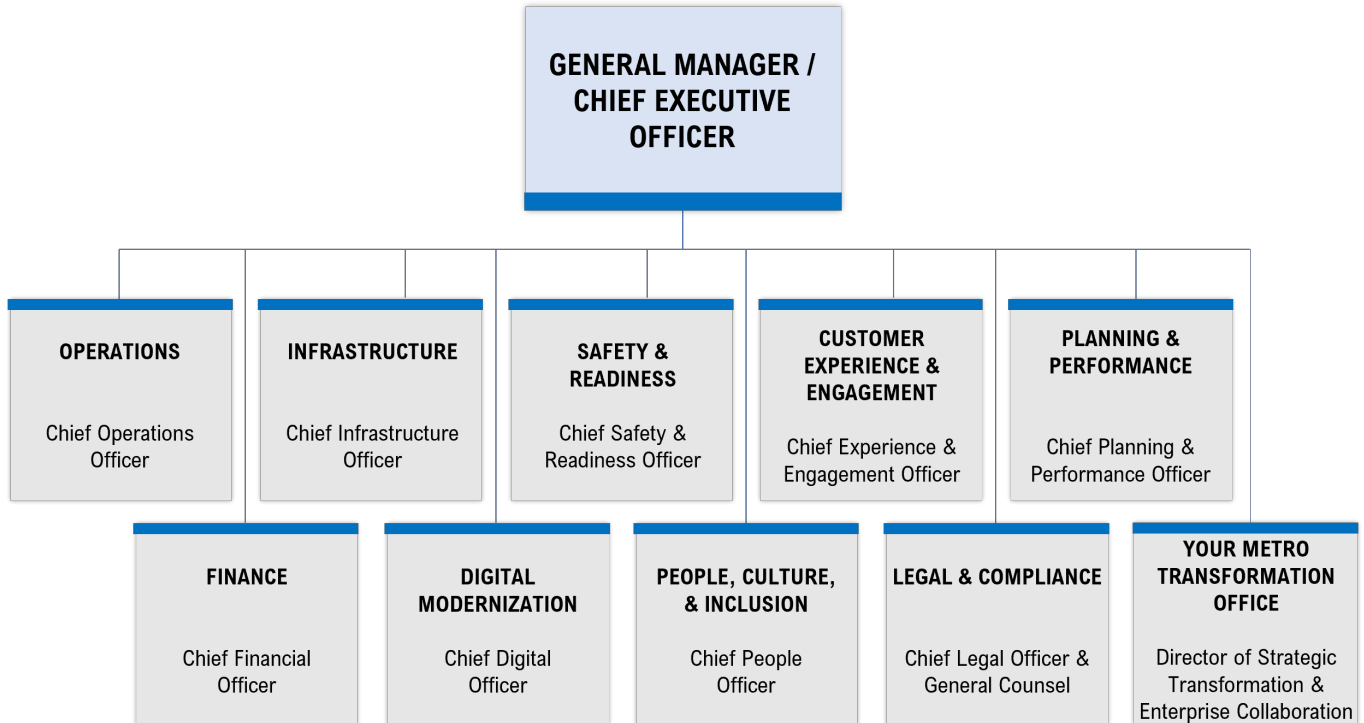 GENERAL MANAGER /
CHIEF EXECUTIVE
OFFICER
OPERATIONS
Chief Operations
Officer
INFRASTRUCTURE
Chief Infrastructure
Officer
SAFETY &
READINESS
Chief Safety &
Readiness Officer
CUSTOMER
EXPERIENCE &
ENGAGEMENT
Chief Experience &
Engagement Officer
PLANNING &
PERFORMANCE
Chief Planning &
Performance Officer
FINANCE
Chief Financial
Officer
DIGITAL
MODERNIZATION
Chief Digital
Officer
PEOPLE, CULTURE,
& INCLUSION
Chief People
Officer
LEGAL & COMPLIANCE
Chief Legal Officer &
General Counsel
YOUR METRO
TRANSFORMATION
OFFICE
Director of Strategic
Transformation &
Enterprise Collaboration